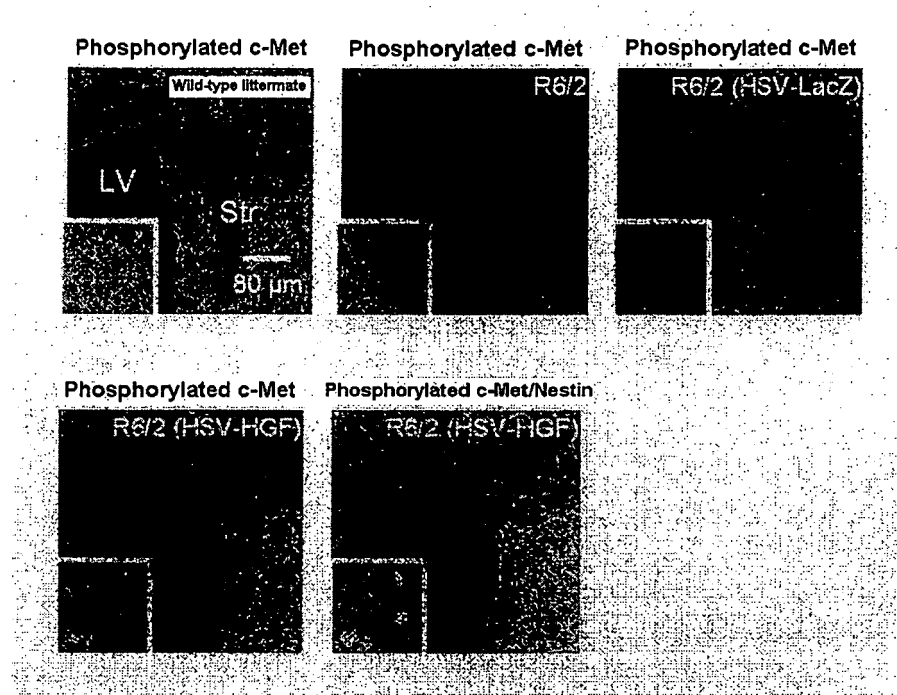 Phosphorylated c-Met
Phosphorylated c-Met
Phosphorylated c-Met
Wild-type littermate
R6/2
R6/2 (HSV-LacZ)
LV
Str
80 µm
Phosphorylated c-Met
Phosphorylated c-Met/Nestin
R6/2 (HSV-HGF)
R6/2 (HSV-HGF)